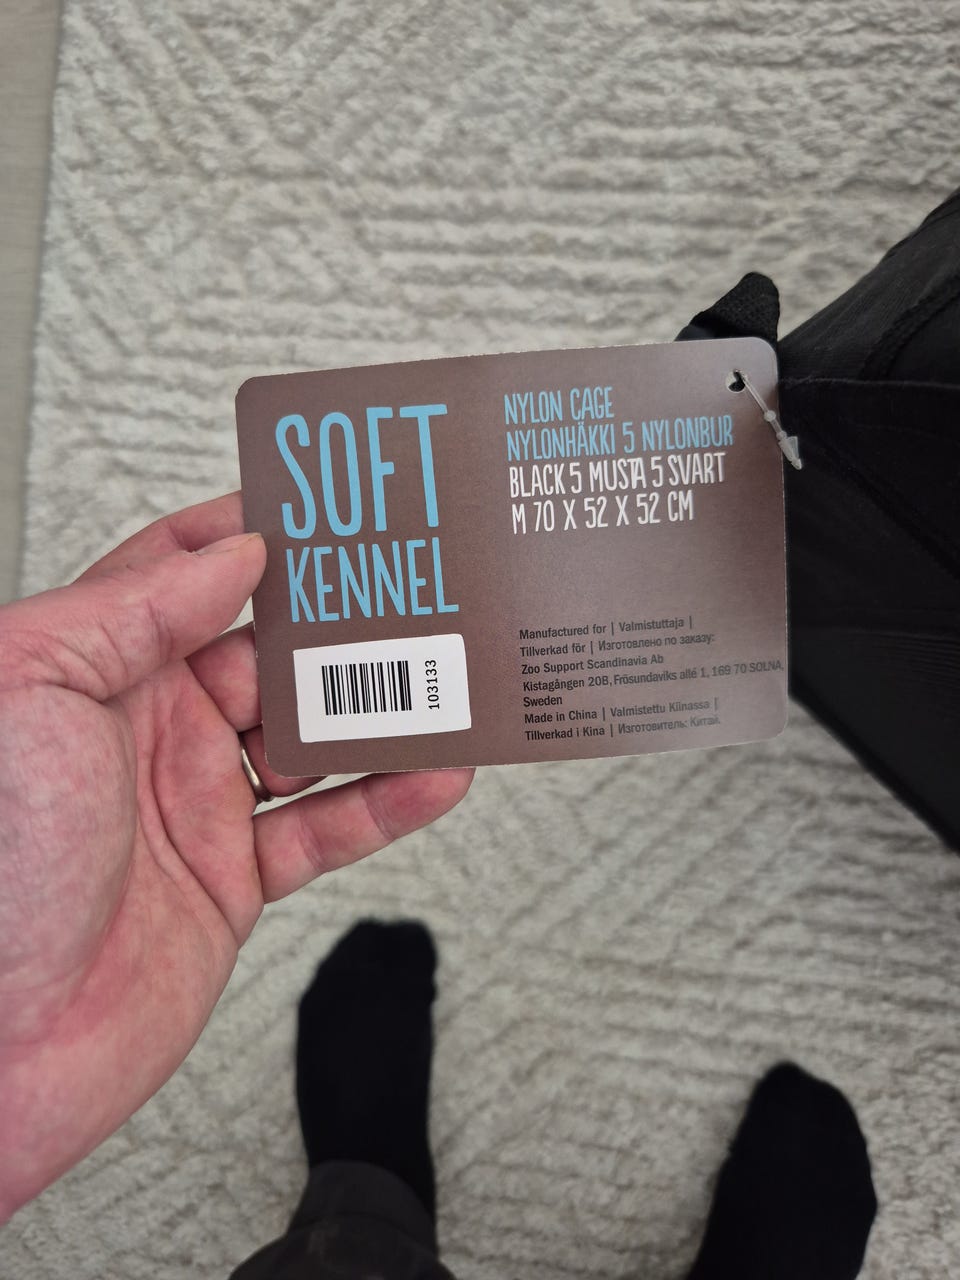 SOFT
KENNEL
103133
NYLON CAGE
NYLONHÄKKI 5 NYLONBUR
BLACK 5 MUSTA 5 SVART
M 70 X 52 X 52 CM
Manufactured for | Valmistuttaja |
Tillverkad för | Изготовлено по заказу:
Zoo Support Scandinavia Ab
Kistagången 20B, Frösundaviks allé 1, 169 70 SOLNA,
Sweden
Made in China | Valmistettu Kiinassa |
Tillverkad i Kina | Изготовитель: Китай.